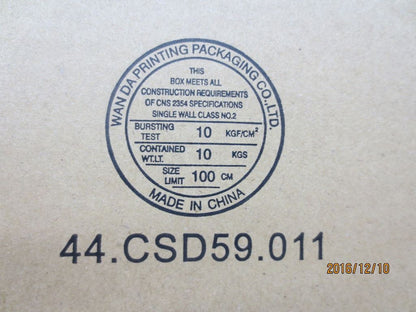 WAN DA PRINTING PACKAGING CO.,LTD.
THIS
BOX MEETS ALL
CONSTRUCTION REQUIREMENTS
OF CNS 2354 SPECIFICATIONS
SINGLE WALL CLASS NO.2
BURSTING TEST 10 KGF/CM²
CONTAINED WT.LT. 10 KGS
SIZE LIMIT 100 CM
MADE IN CHINA
44.CSD59.011
2016/12/10